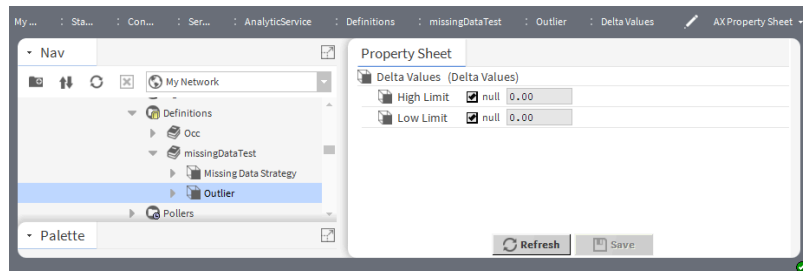 My ... : Sta... : Con... : Ser... : AnalyticService : Definitions : missingDataTest : Outlier : Delta Values AX Property Sheet
Nav
My Network
Definitions
Occ
missingDataTest
Missing Data Strategy
Outlier
Pollers
Palette
Property Sheet
Delta Values (Delta Values)
High Limit null 0.00
Low Limit null 0.00
Refresh Save